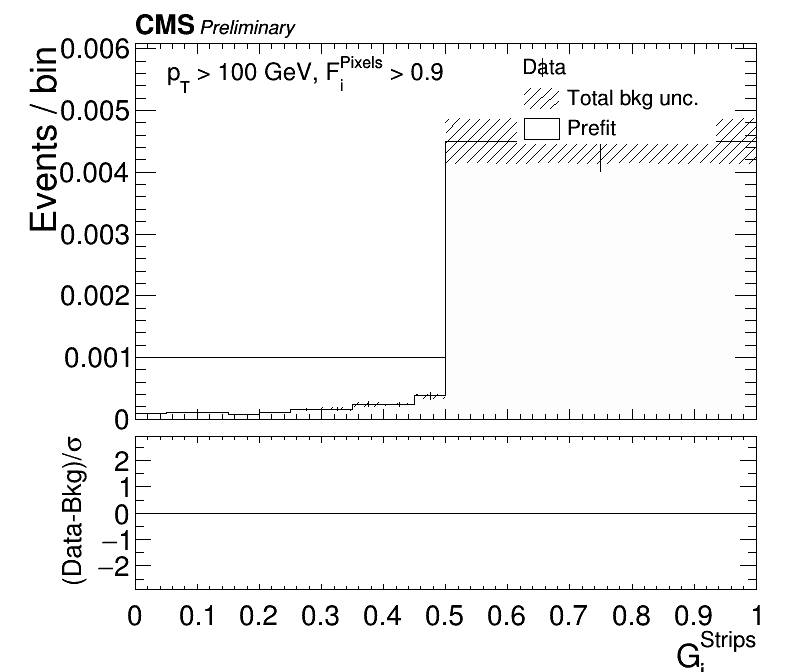 CMS Preliminary
p_T > 100 GeV, F_i^Pixels > 0.9
Data
Total bkg unc.
Prefit
Events / bin
0.006
0.005
0.004
0.003
0.002
0.001
0
(Data-Bkg)/σ
2
1
0
−1
−2
0 0.1 0.2 0.3 0.4 0.5 0.6 0.7 0.8 0.9 1
G_i^Strips